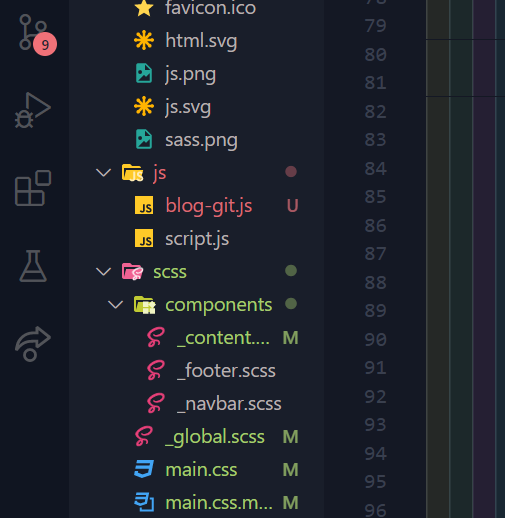 favicon.ico
79
html.svg
80
9
js.png
81
js.svg
82
sass.png
83
js
84
blog-git.js U
85
script.js
86
87
scss
88
components
89
_content.... M
90
_footer.scss
91
_navbar.scss
92
93
_global.scss M
94
main.css M
95
main.css.m... M
96